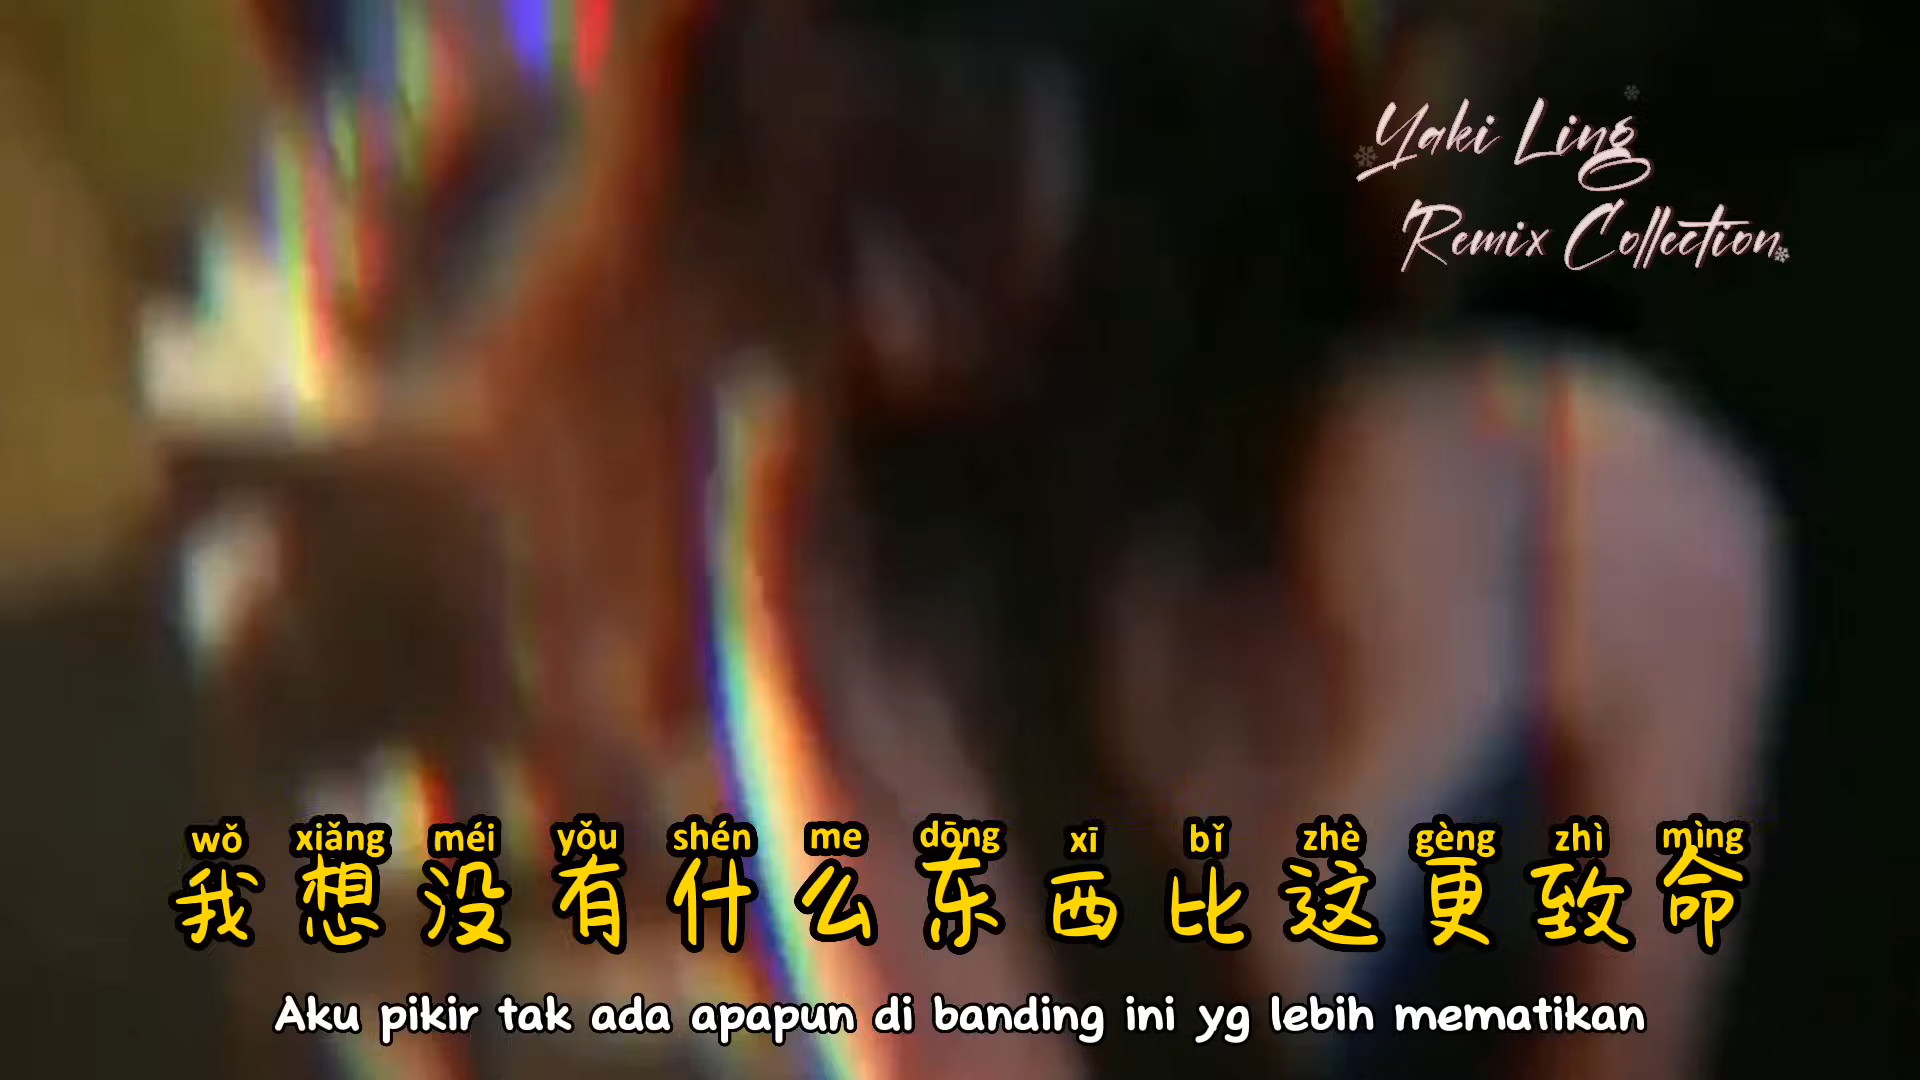 Yaki Ling
Remix Collection
wǒ xiǎng méi yǒu shén me dōng xī bǐ zhè gèng zhì mìng
我想没有什么东西比这更致命
Aku pikir tak ada apapun di banding ini yg lebih mematikan